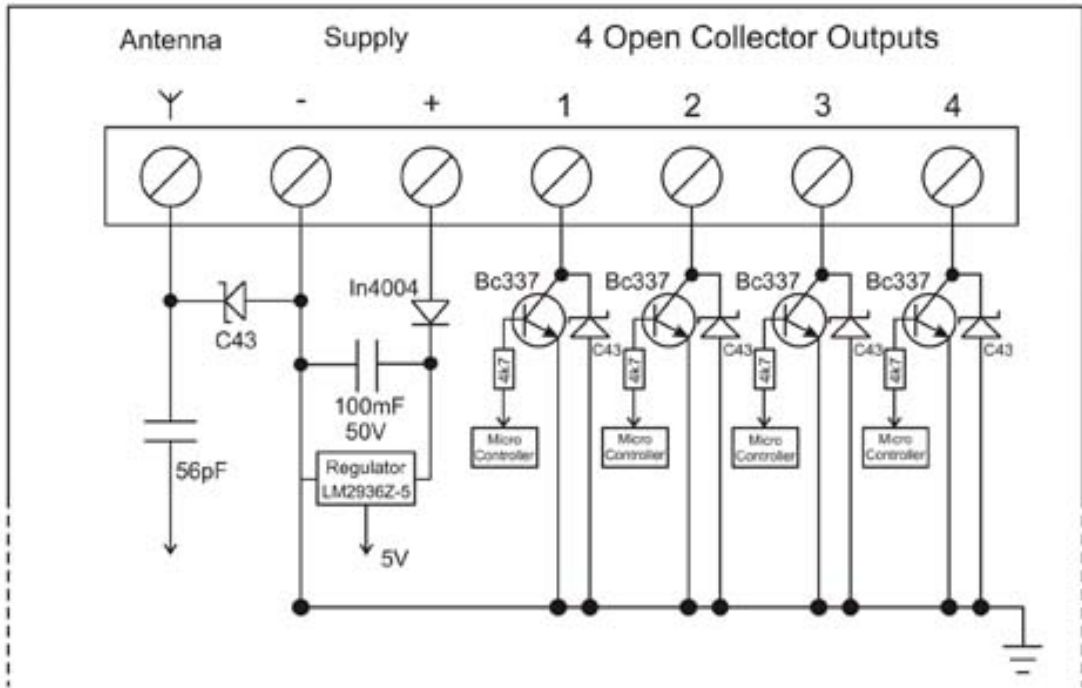 Antenna
Supply
4 Open Collector Outputs
-
+
1
2
3
4
In4004
Bc337
Bc337
Bc337
Bc337
C43
C43
C43
C43
C43
4k7
4k7
4k7
4k7
100mF
50V
Micro
Controller
Micro
Controller
Micro
Controller
Micro
Controller
56pF
Regulator
LM2936Z-5
5V